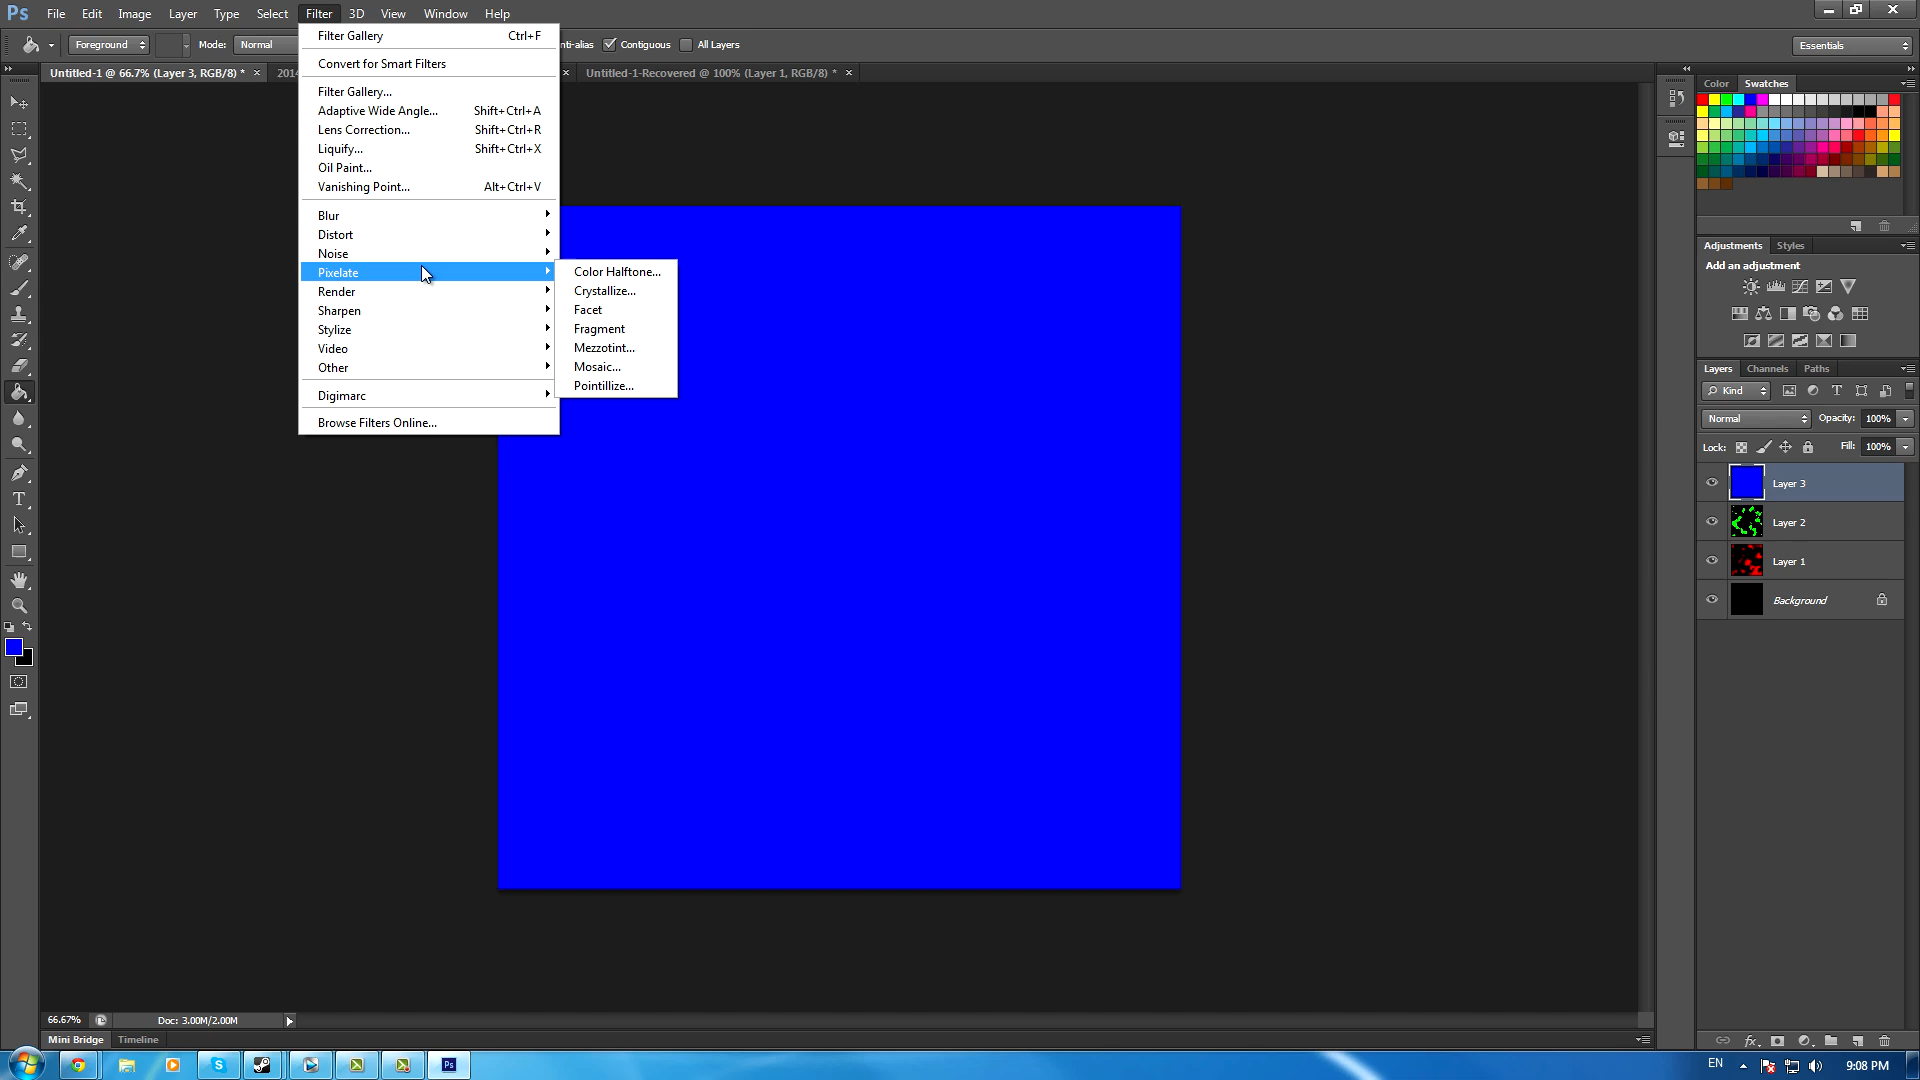 Ps File Edit Image Layer Type Select Filter 3D View Window Help
Foreground Mode: Normal nti-alias Contiguous All Layers Essentials
Untitled-1 @ 66.7% (Layer 3, RGB/8) * × 2014 × Untitled-1-Recovered @ 100% (Layer 1, RGB/8) * ×
Filter Gallery Ctrl+F
Convert for Smart Filters
Filter Gallery...
Adaptive Wide Angle... Shift+Ctrl+A
Lens Correction... Shift+Ctrl+R
Liquify... Shift+Ctrl+X
Oil Paint...
Vanishing Point... Alt+Ctrl+V
Blur
Distort
Noise
Pixelate
Render
Sharpen
Stylize
Video
Other
Digimarc
Browse Filters Online...
Color Halftone...
Crystallize...
Facet
Fragment
Mezzotint...
Mosaic...
Pointillize...
Color Swatches
Adjustments Styles
Add an adjustment
Layers Channels Paths
Kind
Normal Opacity: 100%
Lock: Fill: 100%
Layer 3
Layer 2
Layer 1
Background
66.67% Doc: 3.00M/2.00M
Mini Bridge Timeline
Ps EN 9:08 PM